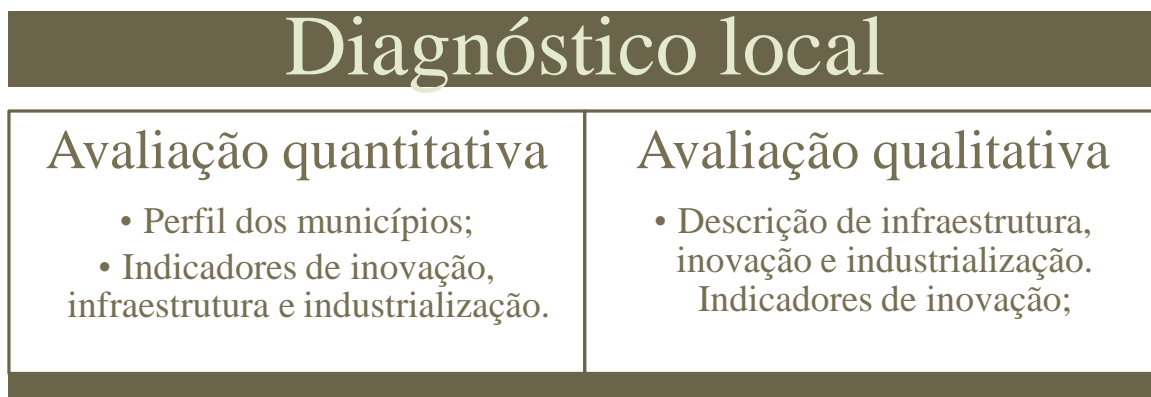 Diagnóstico local
Avaliação quantitativa
• Perfil dos municípios;
• Indicadores de inovação,
infraestrutura e industrialização.
Avaliação qualitativa
• Descrição de infraestrutura,
inovação e industrialização.
Indicadores de inovação;